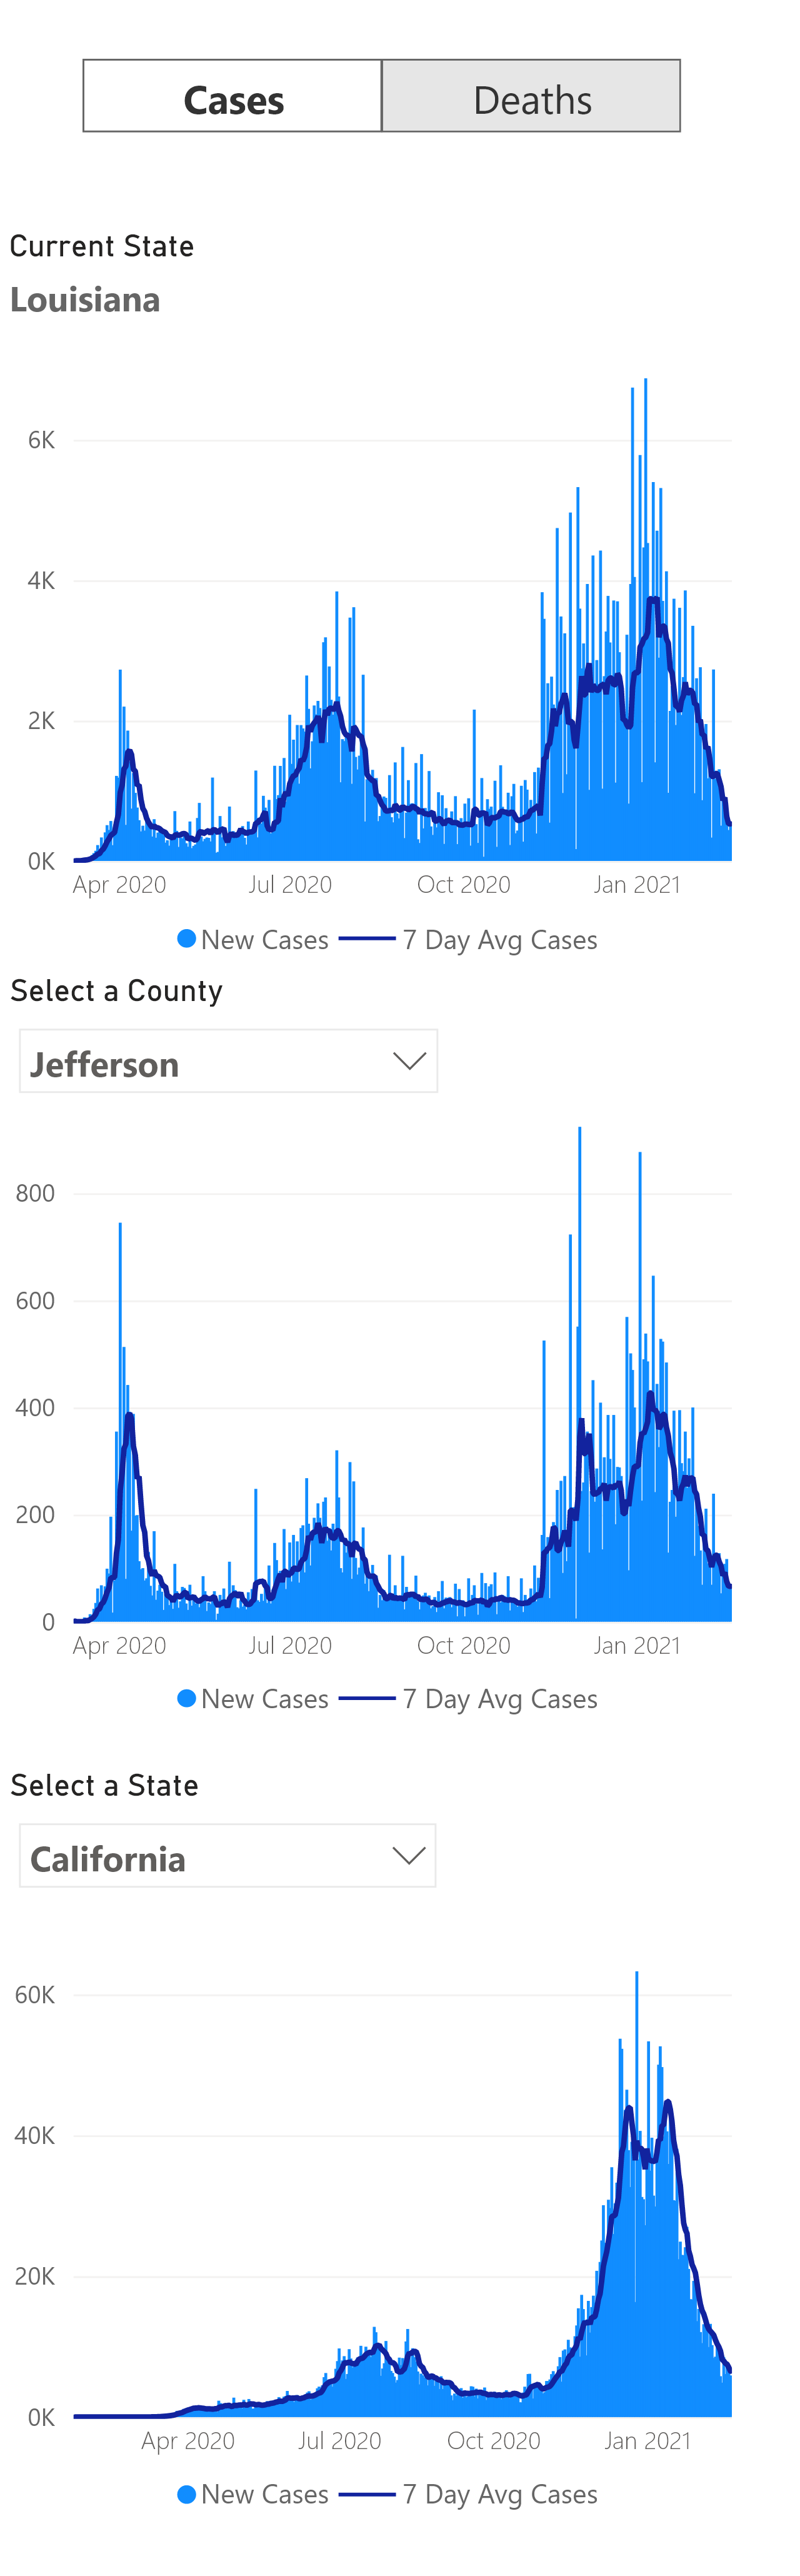 Cases Deaths
Current State
Louisiana
6K
4K
2K
0K
Apr 2020 Jul 2020 Oct 2020 Jan 2021
New Cases 7 Day Avg Cases
Select a County
Jefferson
800
600
400
200
0
Apr 2020 Jul 2020 Oct 2020 Jan 2021
New Cases 7 Day Avg Cases
Select a State
California
60K
40K
20K
0K
Apr 2020 Jul 2020 Oct 2020 Jan 2021
New Cases 7 Day Avg Cases